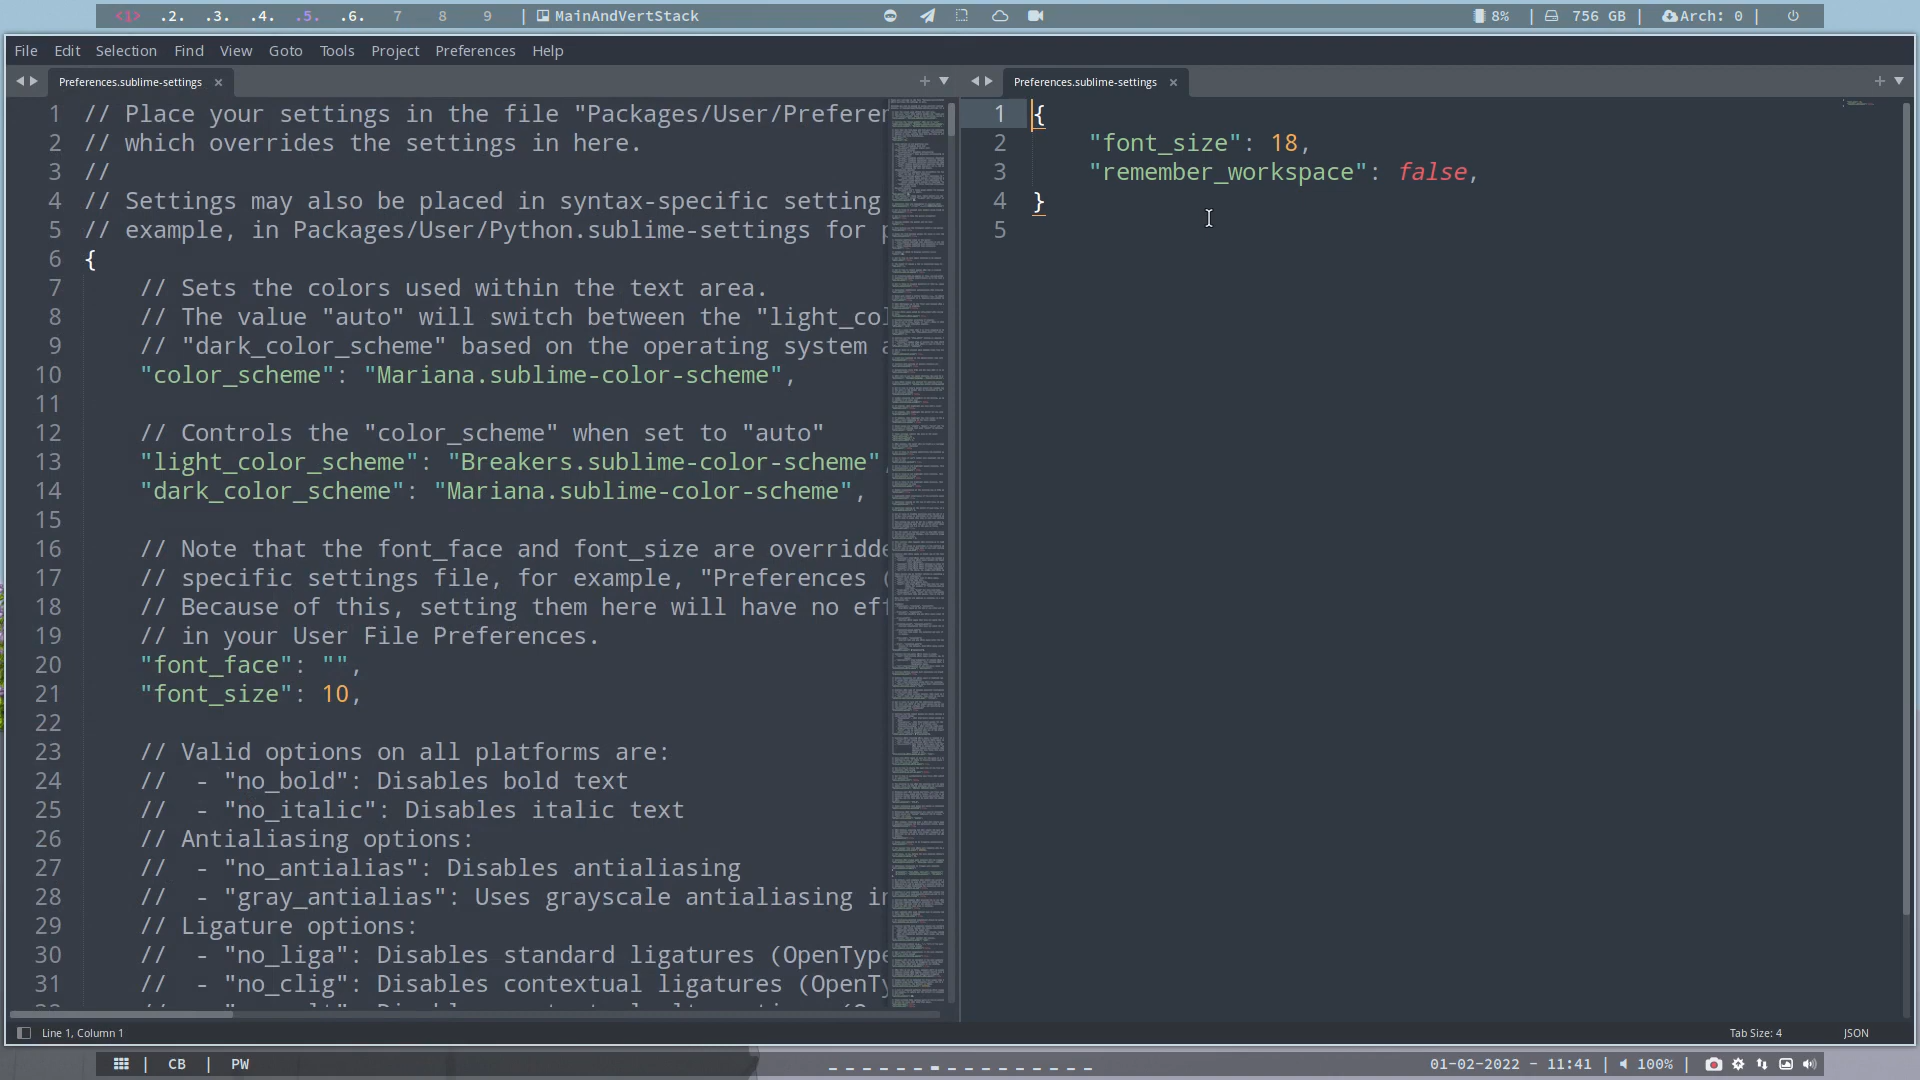 <1> .2. .3. .4. .5. .6. 7 8 9 | MainAndVertStack
8% | 756 GB | Arch: 0 |
File Edit Selection Find View Goto Tools Project Preferences Help
Preferences.sublime-settings
1 // Place your settings in the file "Packages/User/Preferen
2 // which overrides the settings in here.
3 //
4 // Settings may also be placed in syntax-specific setting
5 // example, in Packages/User/Python.sublime-settings for p
6 {
7 // Sets the colors used within the text area.
8 // The value "auto" will switch between the "light_col
9 // "dark_color_scheme" based on the operating system a
10 "color_scheme": "Mariana.sublime-color-scheme",
11
12 // Controls the "color_scheme" when set to "auto"
13 "light_color_scheme": "Breakers.sublime-color-scheme",
14 "dark_color_scheme": "Mariana.sublime-color-scheme",
15
16 // Note that the font_face and font_size are overridde
17 // specific settings file, for example, "Preferences (
18 // Because of this, setting them here will have no eff
19 // in your User File Preferences.
20 "font_face": "",
21 "font_size": 10,
22
23 // Valid options on all platforms are:
24 //  - "no_bold": Disables bold text
25 //  - "no_italic": Disables italic text
26 // Antialiasing options:
27 //  - "no_antialias": Disables antialiasing
28 //  - "gray_antialias": Uses grayscale antialiasing in
29 // Ligature options:
30 //  - "no_liga": Disables standard ligatures (OpenType
31 //  - "no_clig": Disables contextual ligatures (OpenT
Preferences.sublime-settings
1 {
2 "font_size": 18,
3 "remember_workspace": false,
4 }
5
Line 1, Column 1
Tab Size: 4 JSON
| CB | PW
01-02-2022 - 11:41 | 100% |